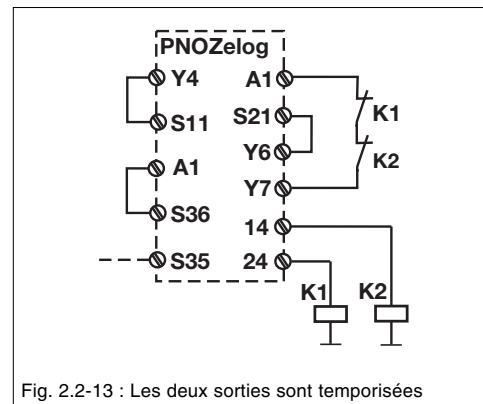 PNOZelog
Y4
A1
S11
S21
K1
Y6
K2
A1
Y7
S36
14
S35
24
K1
K2
Fig. 2.2-13 : Les deux sorties sont temporisées